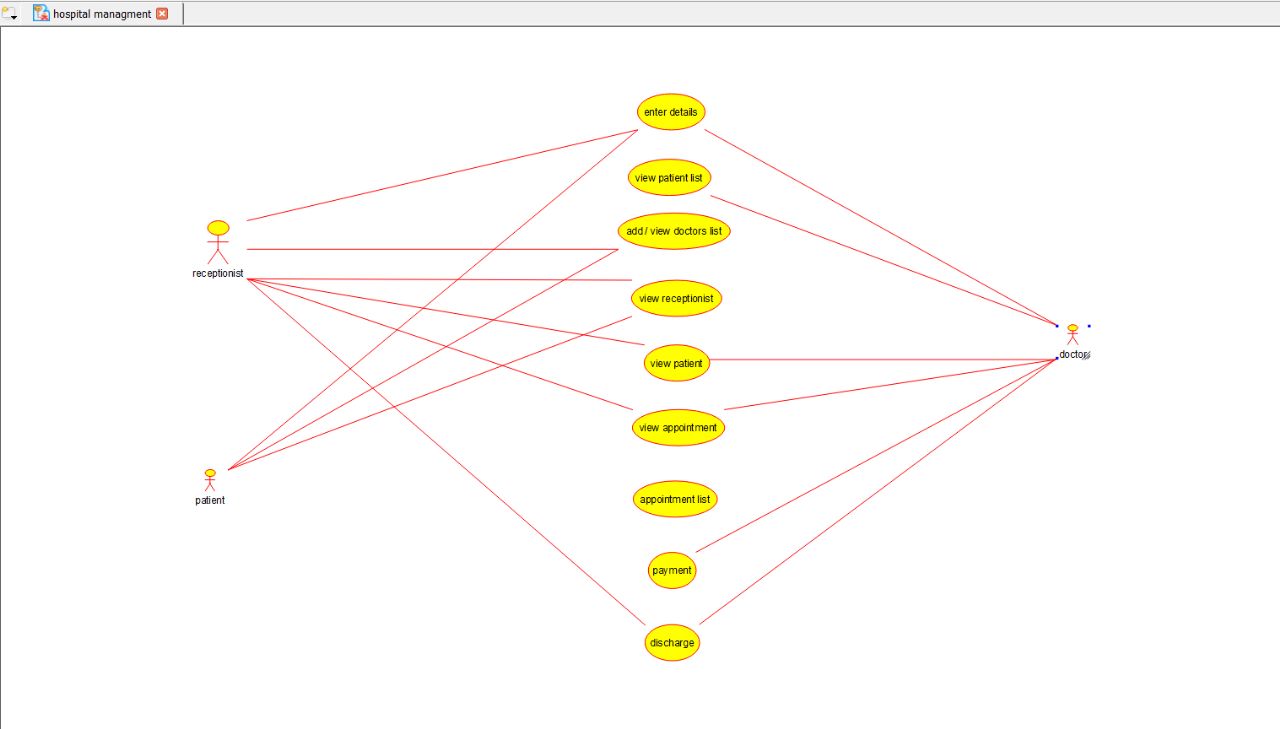 hospital managment
enter details
view patient list
add / view doctors list
receptionist
view receptionist
doctors
view patient
view appointment
patient
appointment list
payment
discharge